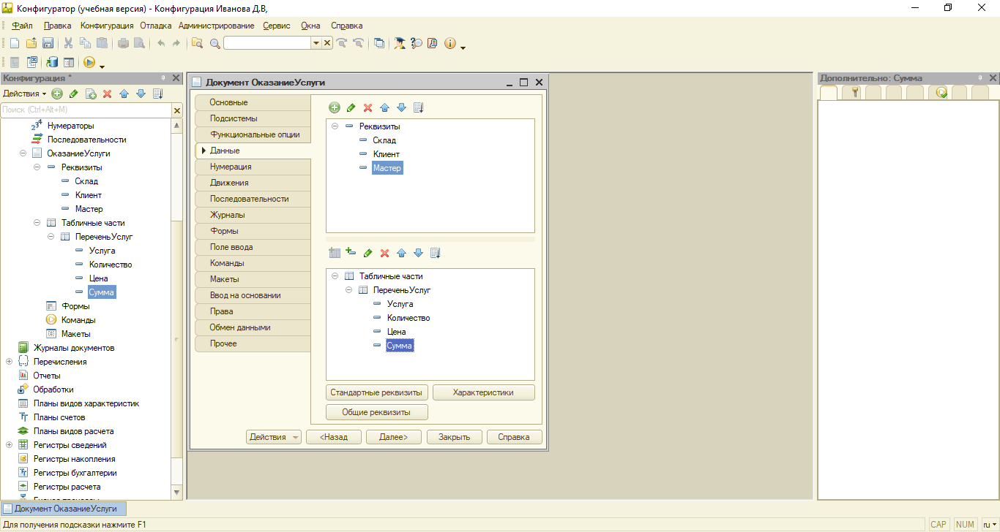 Конфигуратор (учебная версия) - Конфигурация Иванова Д.В,
Файл Правка Конфигурация Отладка Администрирование Сервис Окна Справка
Конфигурация *
Действия
Поиск (Ctrl+Alt+M)
Нумераторы
Последовательности
ОказаниеУслуги
Реквизиты
Склад
Клиент
Мастер
Табличные части
ПереченьУслуг
Услуга
Количество
Цена
Сумма
Формы
Команды
Макеты
Журналы документов
Перечисления
Отчеты
Обработки
Планы видов характеристик
Планы счетов
Планы видов расчета
Регистры сведений
Регистры накопления
Регистры бухгалтерии
Регистры расчета
Документ ОказаниеУслуги
Основные
Подсистемы
Функциональные опции
Данные
Нумерация
Движения
Последовательности
Журналы
Формы
Поле ввода
Команды
Макеты
Ввод на основании
Права
Обмен данными
Прочее
Реквизиты
Склад
Клиент
Мастер
Табличные части
ПереченьУслуг
Услуга
Количество
Цена
Сумма
Стандартные реквизиты Характеристики
Общие реквизиты
Действия <Назад Далее> Закрыть Справка
Дополнительно: Сумма
Документ ОказаниеУслуги
Для получения подсказки нажмите F1
CAP NUM ru